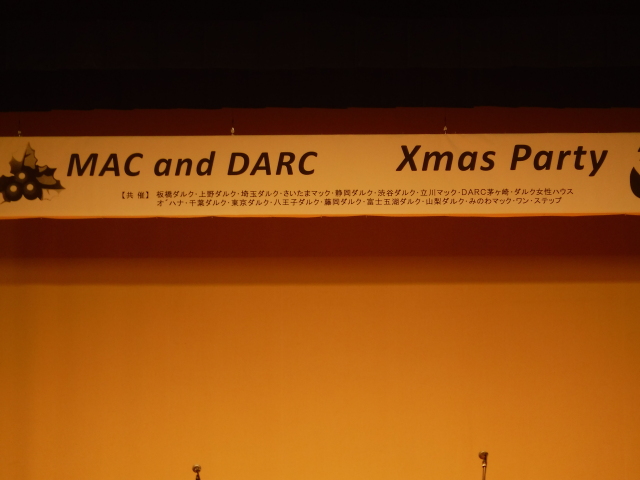 MAC and DARC Xmas Party
【共 催】 板橋ダルク・上野ダルク・埼玉ダルク・さいたまマック・静岡ダルク・渋谷ダルク・立川マック・DARC茅ヶ崎・ダルク女性ハウス
オ゛ハナ・千葉ダルク・東京ダルク・八王子ダルク・藤岡ダルク・富士五湖ダルク・山梨ダルク・みのわマック・ワン・ステップ